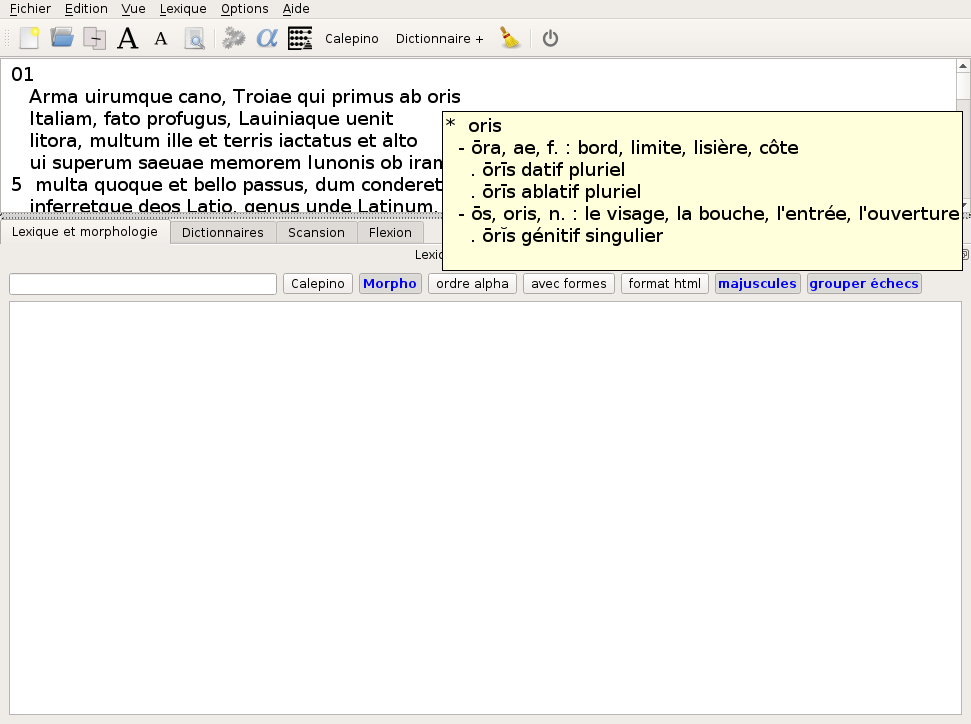 Fichier Edition Vue Lexique Options Aide
A A α Calepino Dictionnaire +
01
Arma uirumque cano, Troiae qui primus ab oris
Italiam, fato profugus, Lauiniaque uenit
litora, multum ille et terris iactatus et alto
ui superum saeuae memorem Iunonis ob iram
5 multa quoque et bello passus, dum conderet
inferretque deos Latio, genus unde Latinum,
* oris
- ōra, ae, f. : bord, limite, lisière, côte
. ōrīs datif pluriel
. ōrīs ablatif pluriel
- ōs, oris, n. : le visage, la bouche, l'entrée, l'ouverture
. ōrĭs génitif singulier
Lexique et morphologie Dictionnaires Scansion Flexion
Calepino Morpho ordre alpha avec formes format html majuscules grouper échecs